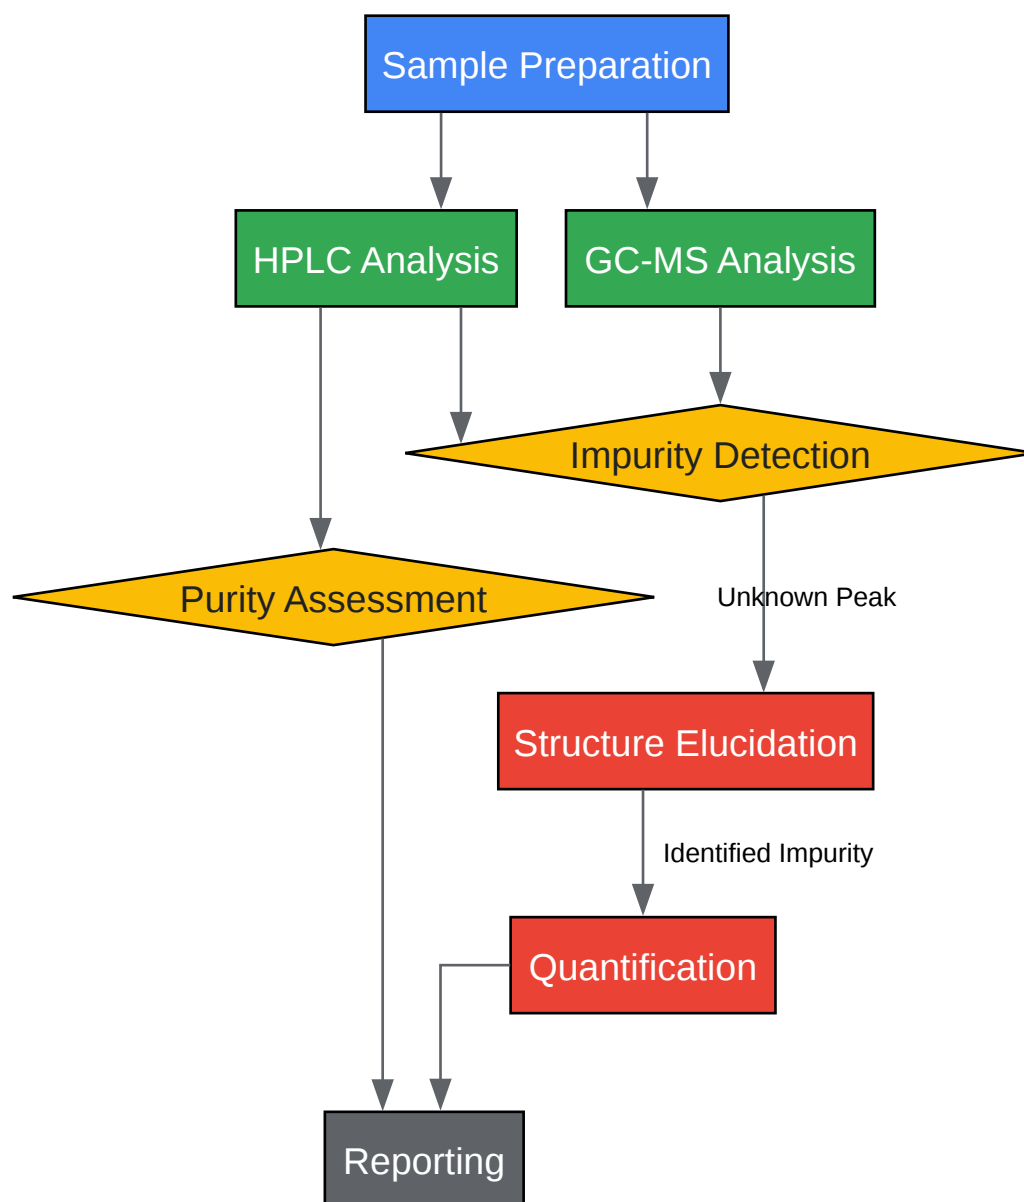 Sample Preparation
HPLC Analysis
GC-MS Analysis
Impurity Detection
Purity Assessment
Unknown Peak
Structure Elucidation
Identified Impurity
Quantification
Reporting